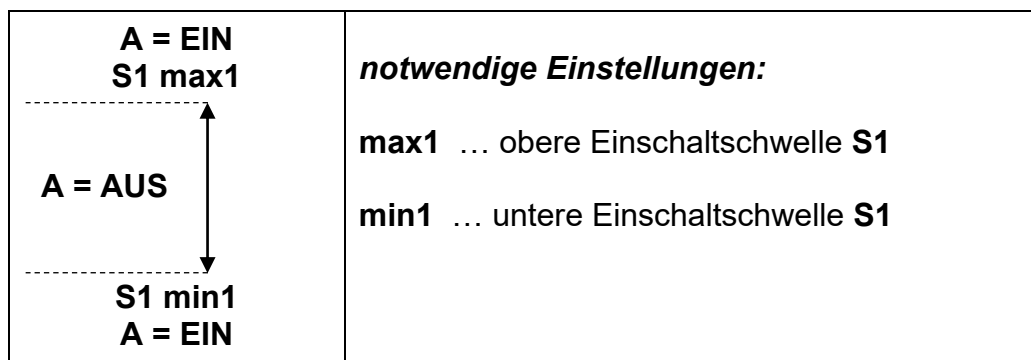 A = EIN
S1 max1
A = AUS
S1 min1
A = EIN
notwendige Einstellungen:
max1 … obere Einschaltschwelle S1
min1 … untere Einschaltschwelle S1